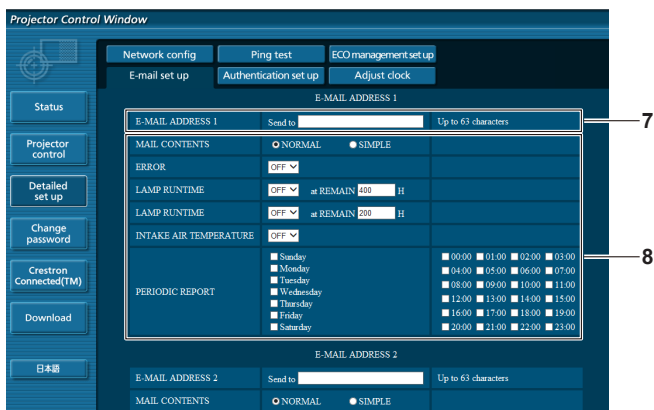 Projector Control Window
Network config Ping test ECO management set up
E-mail set up Authentication set up Adjust clock
Status
Projector control
Detailed set up
Change password
Crestron Connected(TM)
Download
日本語
E-MAIL ADDRESS 1
E-MAIL ADDRESS 1 Send to Up to 63 characters
7
MAIL CONTENTS NORMAL SIMPLE
ERROR OFF
LAMP RUNTIME OFF at REMAIN 400 H
LAMP RUNTIME OFF at REMAIN 200 H
INTAKE AIR TEMPERATURE OFF
8
PERIODIC REPORT
Sunday
Monday
Tuesday
Wednesday
Thursday
Friday
Saturday
00:00 01:00 02:00 03:00
04:00 05:00 06:00 07:00
08:00 09:00 10:00 11:00
12:00 13:00 14:00 15:00
16:00 17:00 18:00 19:00
20:00 21:00 22:00 23:00
E-MAIL ADDRESS 2
E-MAIL ADDRESS 2 Send to Up to 63 characters
MAIL CONTENTS NORMAL SIMPLE